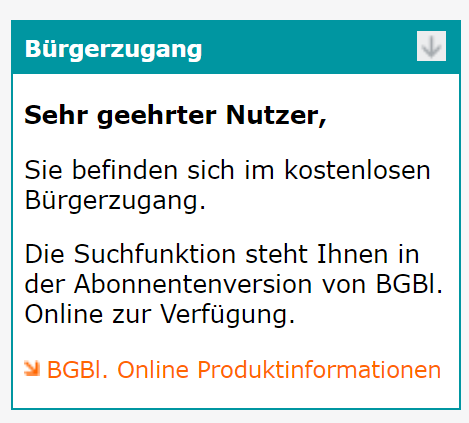 Bürgerzugang
Sehr geehrter Nutzer,
Sie befinden sich im kostenlosen
Bürgerzugang.
Die Suchfunktion steht Ihnen in
der Abonnentenversion von BGBl.
Online zur Verfügung.
BGBl. Online Produktinformationen